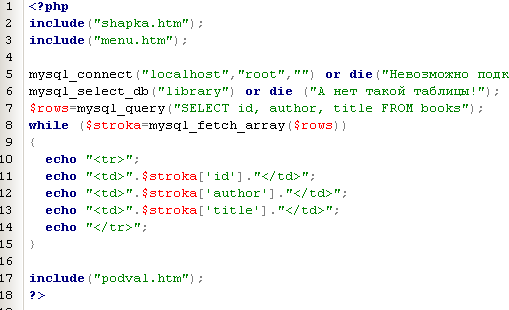 1 <?php
2 include("shapka.htm");
3 include("menu.htm");
4
5 mysql_connect("localhost","root","") or die("Невозможно подк
6 mysql_select_db("library") or die ("А нет такой таблицы!");
7 $rows=mysql_query("SELECT id, author, title FROM books");
8 while ($stroka=mysql_fetch_array($rows))
9 {
10 echo "<tr>";
11 echo "<td>".$stroka['id']."</td>";
12 echo "<td>".$stroka['author']."</td>";
13 echo "<td>".$stroka['title']."</td>";
14 echo "</tr>";
15 }
16
17 include("podval.htm");
18 ?>